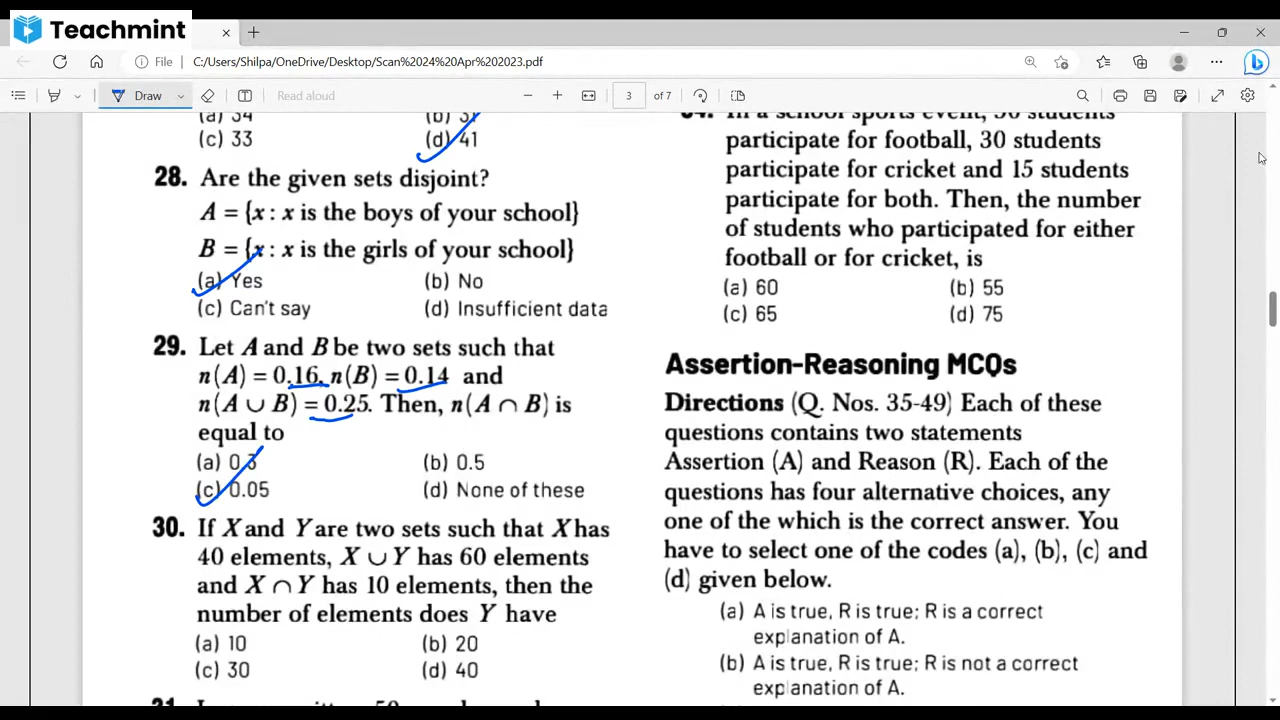 Teachmint
File C:/Users/Shilpa/OneDrive/Desktop/Scan%2024%20Apr%202023.pdf
Draw Read aloud 3 of 7
(a) 34 (b) 31
(c) 33 (d) 41
28. Are the given sets disjoint?
A = {x : x is the boys of your school}
B = {x : x is the girls of your school}
(a) Yes (b) No
(c) Can't say (d) Insufficient data
29. Let A and B be two sets such that
n(A) = 0.16, n(B) = 0.14 and
n(A ∪ B) = 0.25. Then, n(A ∩ B) is
equal to
(a) 0.3 (b) 0.5
(c) 0.05 (d) None of these
30. If X and Y are two sets such that X has
40 elements, X ∪ Y has 60 elements
and X ∩ Y has 10 elements, then the
number of elements does Y have
(a) 10 (b) 20
(c) 30 (d) 40
In a school sports event, 50 students
participate for football, 30 students
participate for cricket and 15 students
participate for both. Then, the number
of students who participated for either
football or for cricket, is
(a) 60 (b) 55
(c) 65 (d) 75
Assertion-Reasoning MCQs
Directions (Q. Nos. 35-49) Each of these
questions contains two statements
Assertion (A) and Reason (R). Each of the
questions has four alternative choices, any
one of the which is the correct answer. You
have to select one of the codes (a), (b), (c) and
(d) given below.
(a) A is true, R is true; R is a correct
explanation of A.
(b) A is true, R is true; R is not a correct
explanation of A.